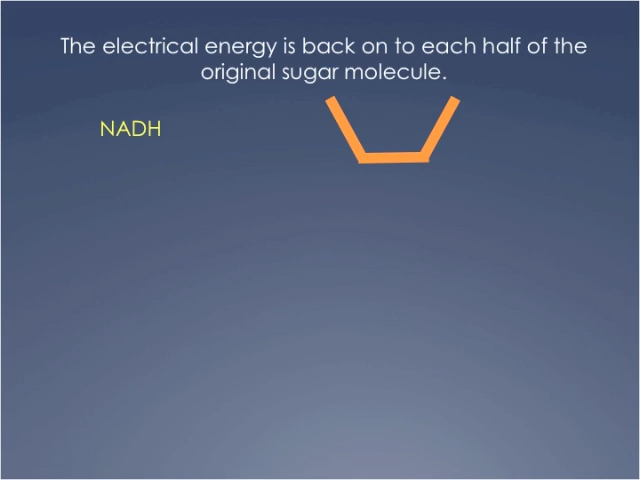 The electrical energy is back on to each half of the
original sugar molecule.
NADH